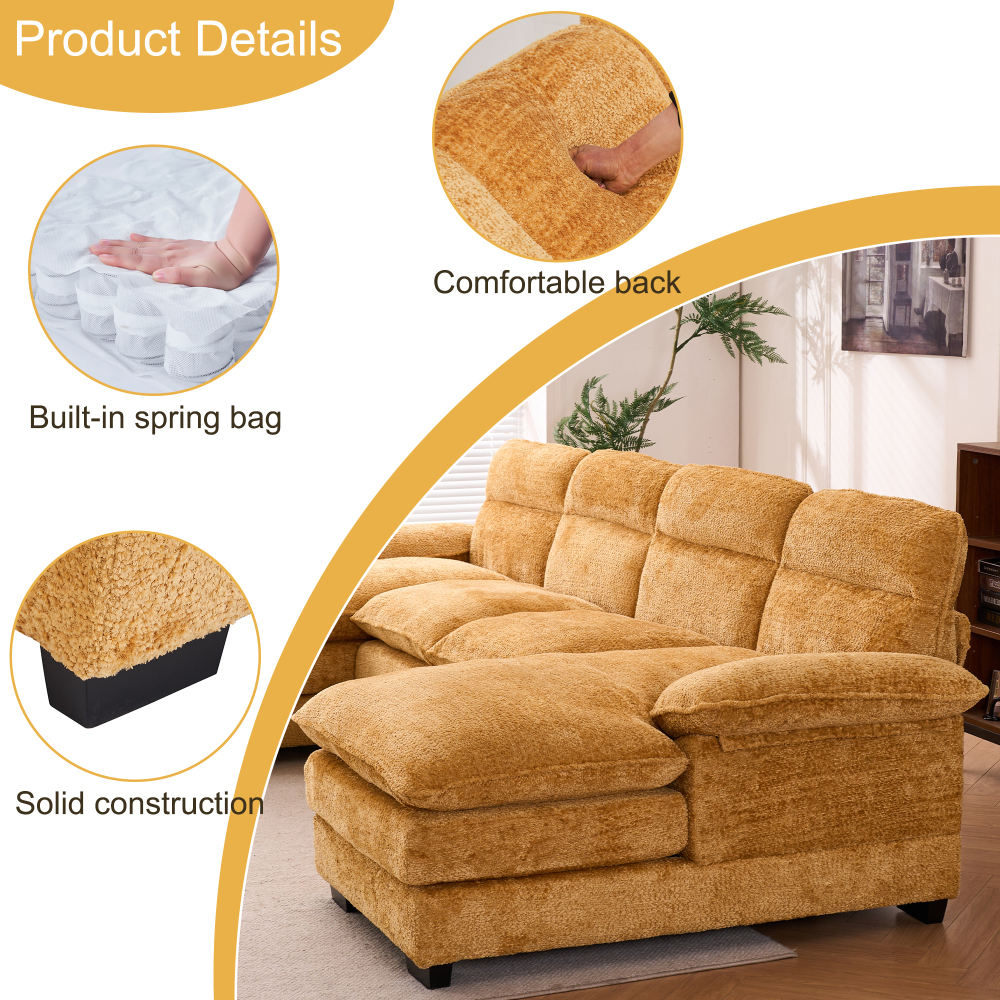 Product Details
Comfortable back
Built-in spring bag
Solid construction